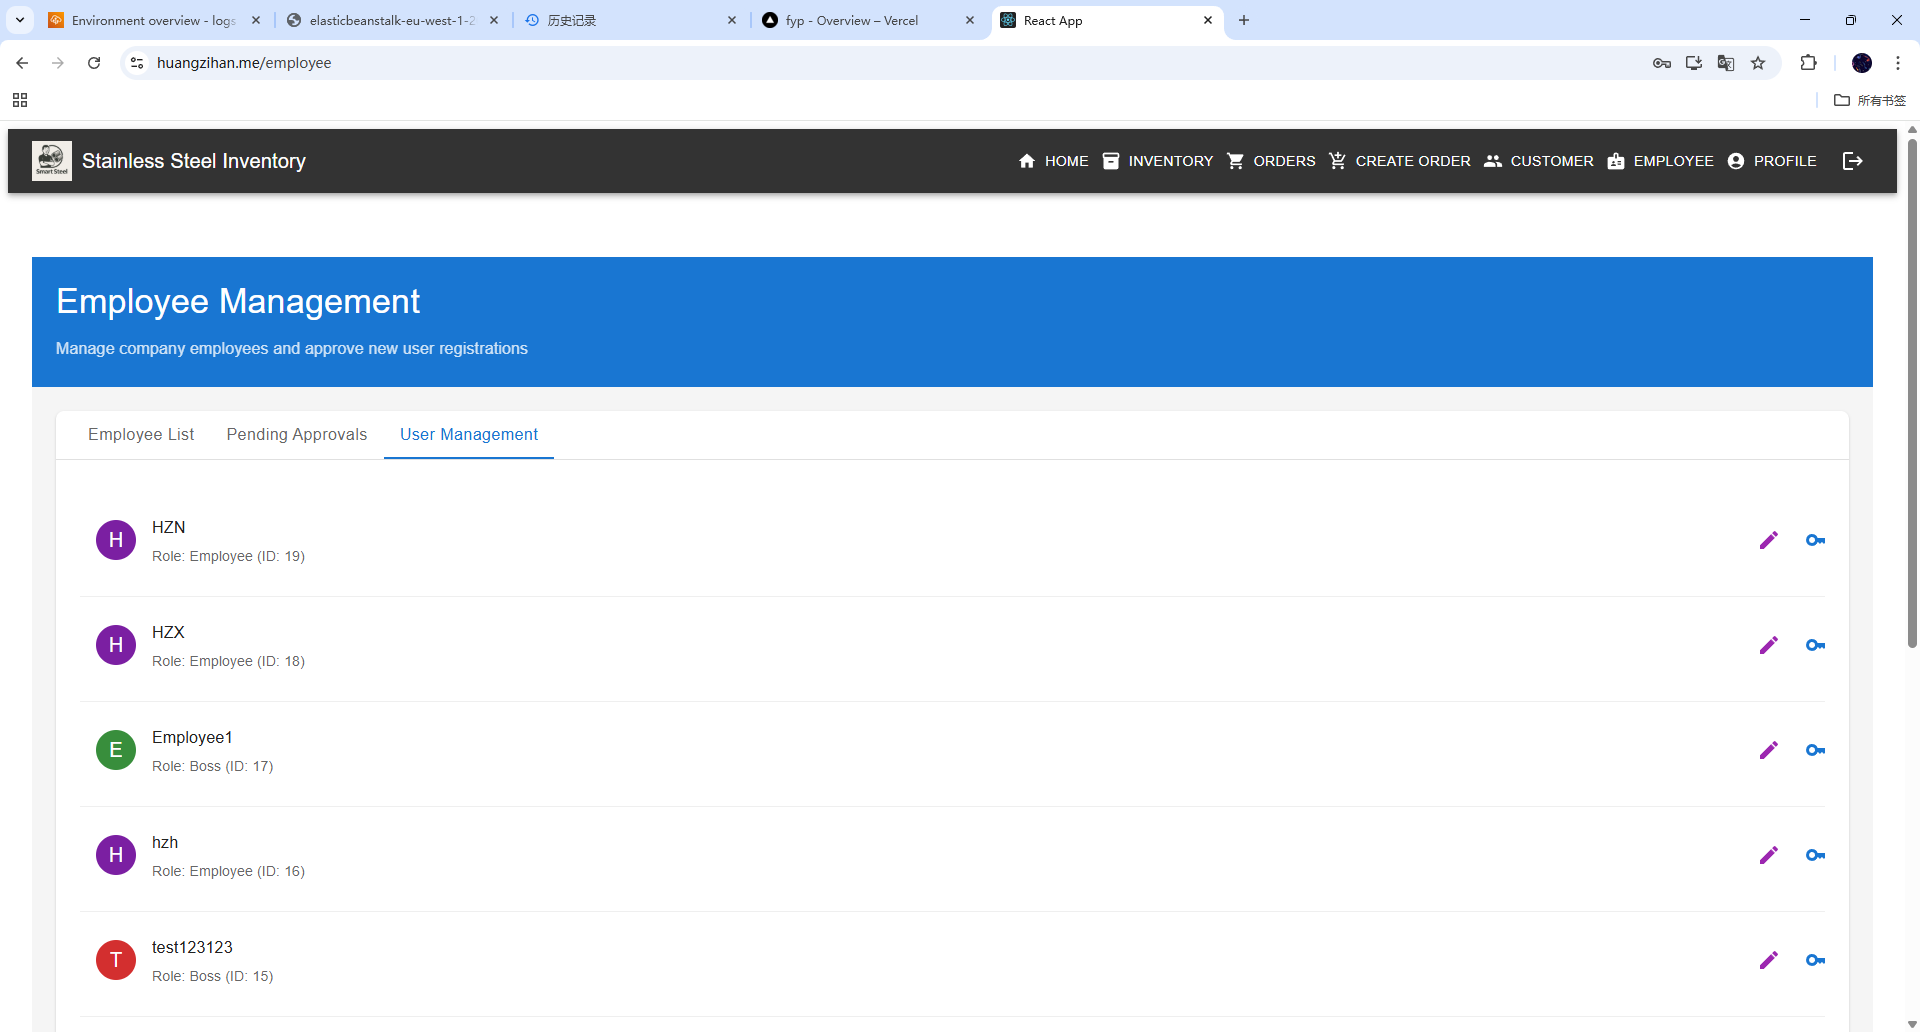 Environment overview - logs
elasticbeanstalk-eu-west-1-2
历史记录
fyp - Overview – Vercel
React App
huangzihan.me/employee
所有书签
Smart Steel
Stainless Steel Inventory
HOME
INVENTORY
ORDERS
CREATE ORDER
CUSTOMER
EMPLOYEE
PROFILE
Employee Management
Manage company employees and approve new user registrations
Employee List
Pending Approvals
User Management
H
HZN
Role: Employee (ID: 19)
H
HZX
Role: Employee (ID: 18)
E
Employee1
Role: Boss (ID: 17)
H
hzh
Role: Employee (ID: 16)
T
test123123
Role: Boss (ID: 15)